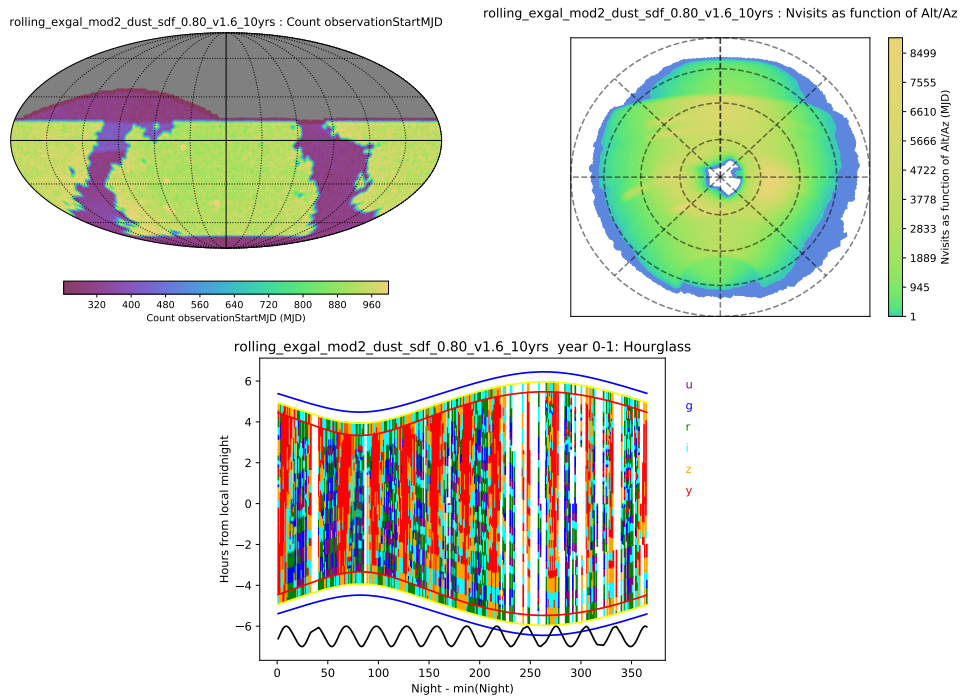 rolling_exgal_mod2_dust_sdf_0.80_v1.6_10yrs : Count observationStartMJD
320 400 480 560 640 720 800 880 960
Count observationStartMJD (MJD)
rolling_exgal_mod2_dust_sdf_0.80_v1.6_10yrs : Nvisits as function of Alt/Az
8499
7555
6610
5666
4722
3778
2833
1889
945
1
Nvisits as function of Alt/Az (MJD)
rolling_exgal_mod2_dust_sdf_0.80_v1.6_10yrs year 0-1: Hourglass
6
4
2
0
−2
−4
−6
Hours from local midnight
0 50 100 150 200 250 300 350
Night - min(Night)
u
g
r
i
z
y